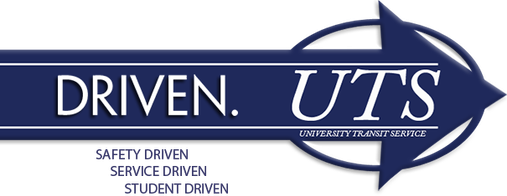 DRIVEN.
UTS
UNIVERSITY TRANSIT SERVICE
SAFETY DRIVEN
SERVICE DRIVEN
STUDENT DRIVEN